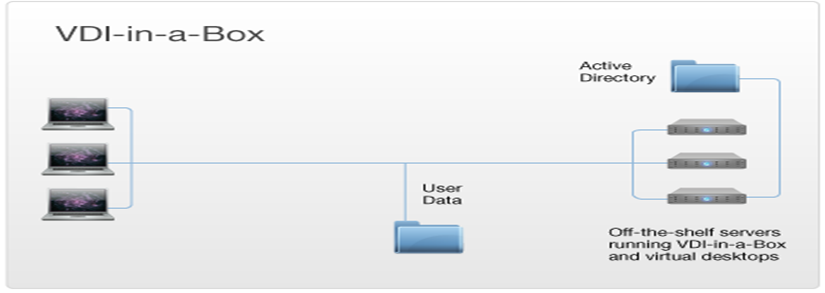 VDI-in-a-Box
Active
Directory
User
Data
Off-the-shelf servers
running VDI-in-a-Box
and virtual desktops